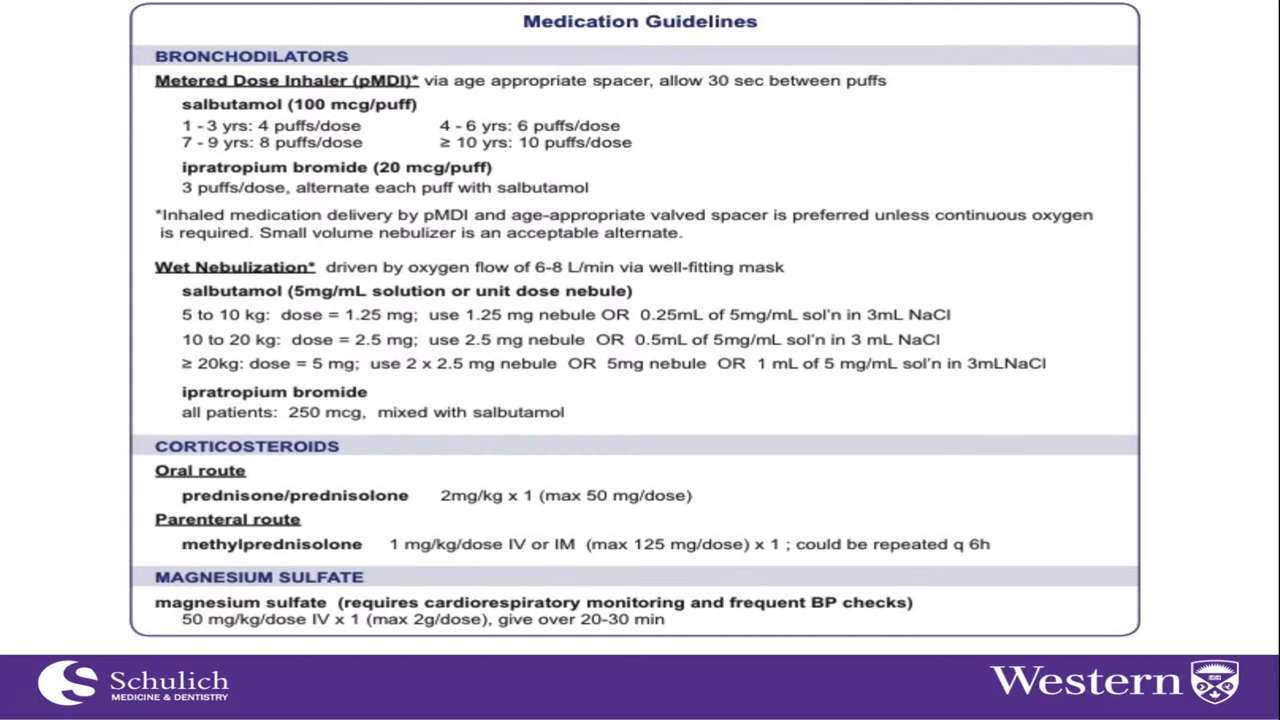 Medication Guidelines
BRONCHODILATORS
Metered Dose Inhaler (pMDI)* via age appropriate spacer, allow 30 sec between puffs
salbutamol (100 mcg/puff)
1 - 3 yrs: 4 puffs/dose 4 - 6 yrs: 6 puffs/dose
7 - 9 yrs: 8 puffs/dose ≥ 10 yrs: 10 puffs/dose
ipratropium bromide (20 mcg/puff)
3 puffs/dose, alternate each puff with salbutamol
*Inhaled medication delivery by pMDI and age-appropriate valved spacer is preferred unless continuous oxygen
is required. Small volume nebulizer is an acceptable alternate.
Wet Nebulization* driven by oxygen flow of 6-8 L/min via well-fitting mask
salbutamol (5mg/mL solution or unit dose nebule)
5 to 10 kg: dose = 1.25 mg; use 1.25 mg nebule OR 0.25mL of 5mg/mL sol'n in 3mL NaCl
10 to 20 kg: dose = 2.5 mg; use 2.5 mg nebule OR 0.5mL of 5mg/mL sol'n in 3 mL NaCl
≥ 20kg: dose = 5 mg; use 2 x 2.5 mg nebule OR 5mg nebule OR 1 mL of 5 mg/mL sol'n in 3mLNaCl
ipratropium bromide
all patients: 250 mcg, mixed with salbutamol
CORTICOSTEROIDS
Oral route
prednisone/prednisolone 2mg/kg x 1 (max 50 mg/dose)
Parenteral route
methylprednisolone 1 mg/kg/dose IV or IM (max 125 mg/dose) x 1 ; could be repeated q 6h
MAGNESIUM SULFATE
magnesium sulfate (requires cardiorespiratory monitoring and frequent BP checks)
50 mg/kg/dose IV x 1 (max 2g/dose), give over 20-30 min
Schulich
MEDICINE & DENTISTRY
Western